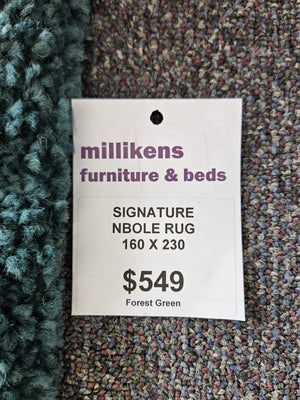 millikens
furniture & beds
SIGNATURE
NBOLE RUG
160 X 230
$549
Forest Green